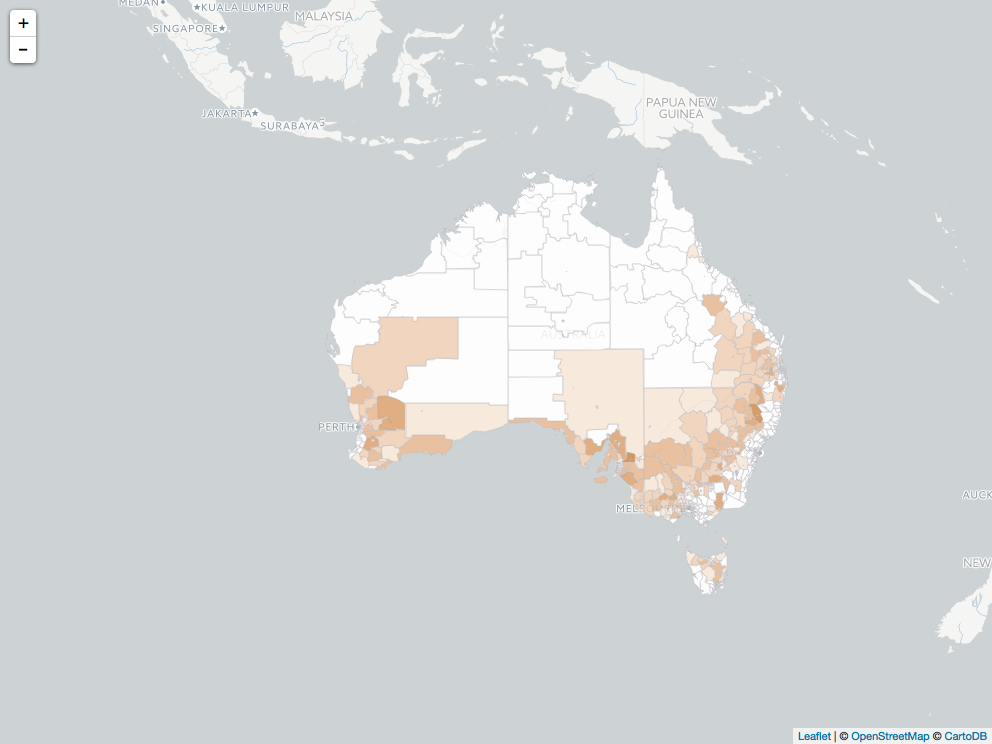 +
−
MEDAN
KUALA LUMPUR
MALAYSIA
SINGAPORE
JAKARTA
SURABAYA
PAPUA NEW
GUINEA
AUSTRALIA
PERTH
MELB
AUCK
NEW
Leaflet | © OpenStreetMap © CartoDB